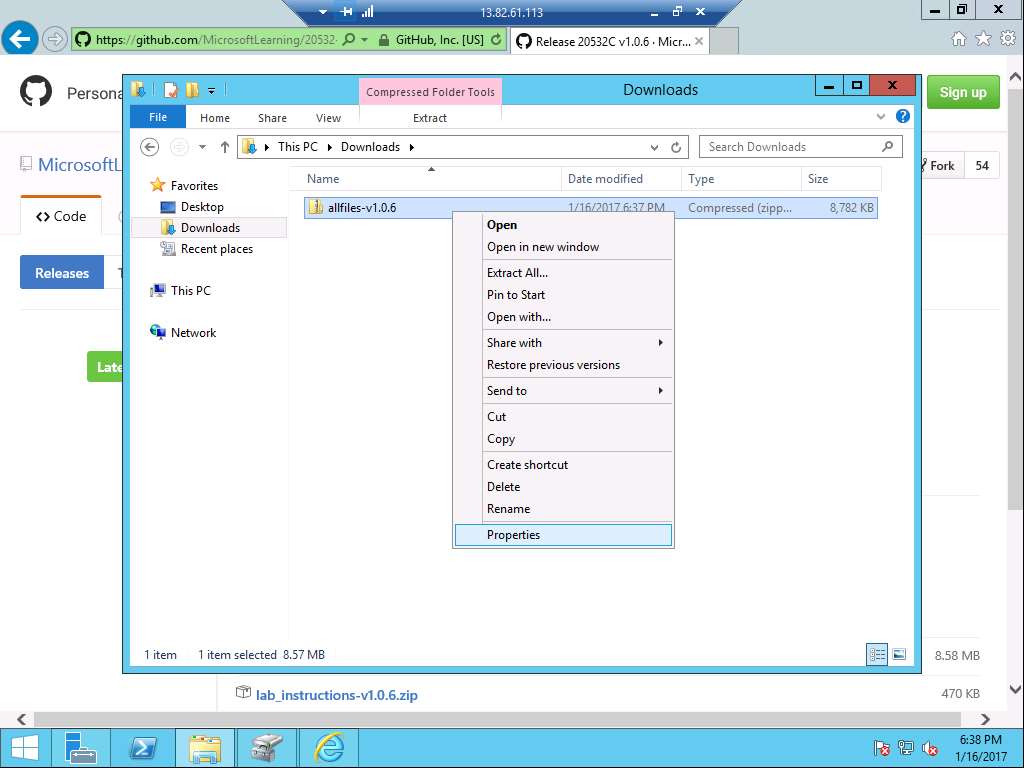 13.82.61.113
https://github.com/MicrosoftLearning/20532-
GitHub, Inc. [US]
Release 20532C v1.0.6 · Micr...
Persona
Sign up
Compressed Folder Tools
Downloads
File
Home
Share
View
Extract
This PC
Downloads
Search Downloads
MicrosoftL
Fork
54
Name
Date modified
Type
Size
Favorites
Desktop
Downloads
Recent places
This PC
Network
allfiles-v1.0.6
1/16/2017 6:37 PM
Compressed (zipp...
8,782 KB
Code
Releases
T
Late
Open
Open in new window
Extract All...
Pin to Start
Open with...
Share with
Restore previous versions
Send to
Cut
Copy
Create shortcut
Delete
Rename
Properties
1 item
1 item selected 8.57 MB
8.58 MB
lab_instructions-v1.0.6.zip
470 KB
6:38 PM
1/16/2017